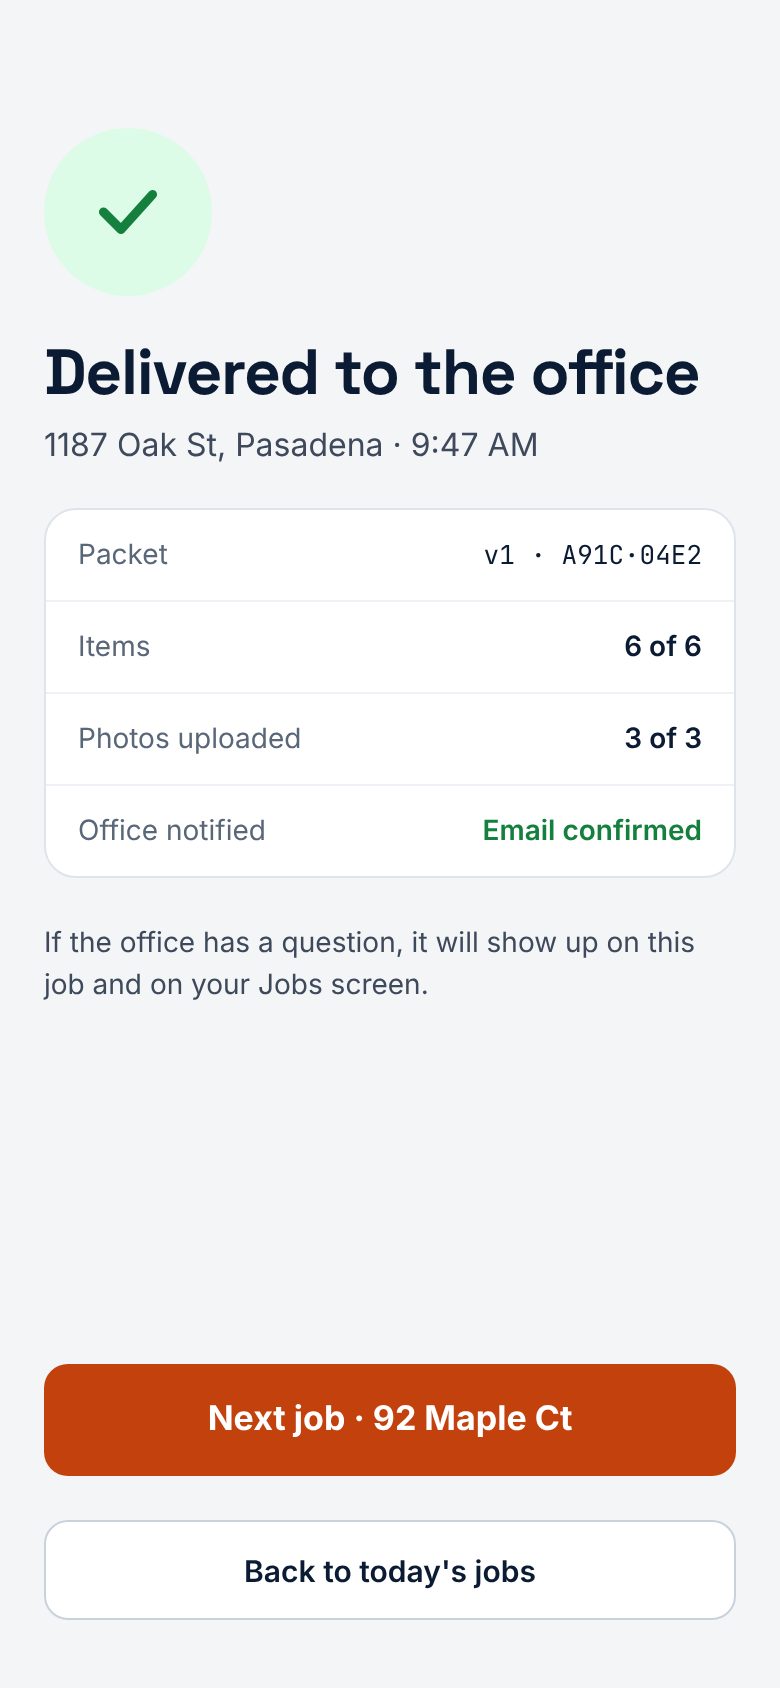 Delivered to the office
1187 Oak St, Pasadena · 9:47 AM
Packet v1 · A91C·04E2
Items 6 of 6
Photos uploaded 3 of 3
Office notified Email confirmed
If the office has a question, it will show up on this
job and on your Jobs screen.
Next job · 92 Maple Ct
Back to today's jobs